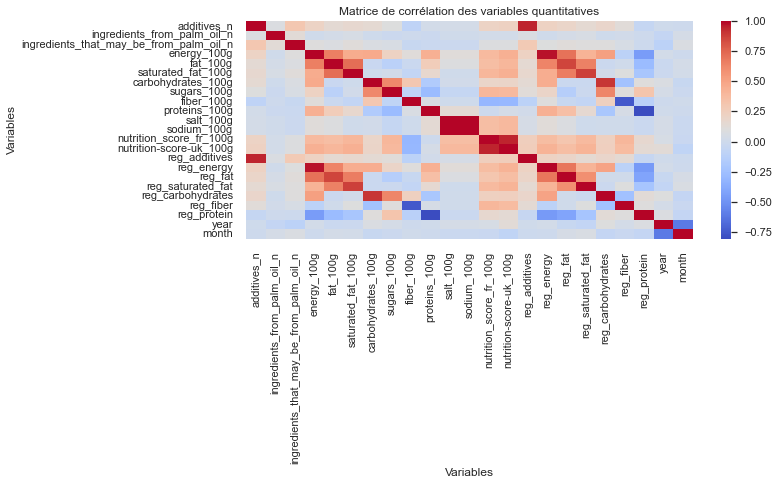 Matrice de corrélation des variables quantitatives
Variables
additives_n
ingredients_from_palm_oil_n
ingredients_that_may_be_from_palm_oil_n
energy_100g
fat_100g
saturated_fat_100g
carbohydrates_100g
sugars_100g
fiber_100g
proteins_100g
salt_100g
sodium_100g
nutrition_score_fr_100g
nutrition-score-uk_100g
reg_additives
reg_energy
reg_fat
reg_saturated_fat
reg_carbohydrates
reg_fiber
reg_protein
year
month
additives_n
ingredients_from_palm_oil_n
ingredients_that_may_be_from_palm_oil_n
energy_100g
fat_100g
saturated_fat_100g
carbohydrates_100g
sugars_100g
fiber_100g
proteins_100g
salt_100g
sodium_100g
nutrition_score_fr_100g
nutrition-score-uk_100g
reg_additives
reg_energy
reg_fat
reg_saturated_fat
reg_carbohydrates
reg_fiber
reg_protein
year
month
Variables
1.00
0.75
0.50
0.25
0.00
−0.25
−0.50
−0.75